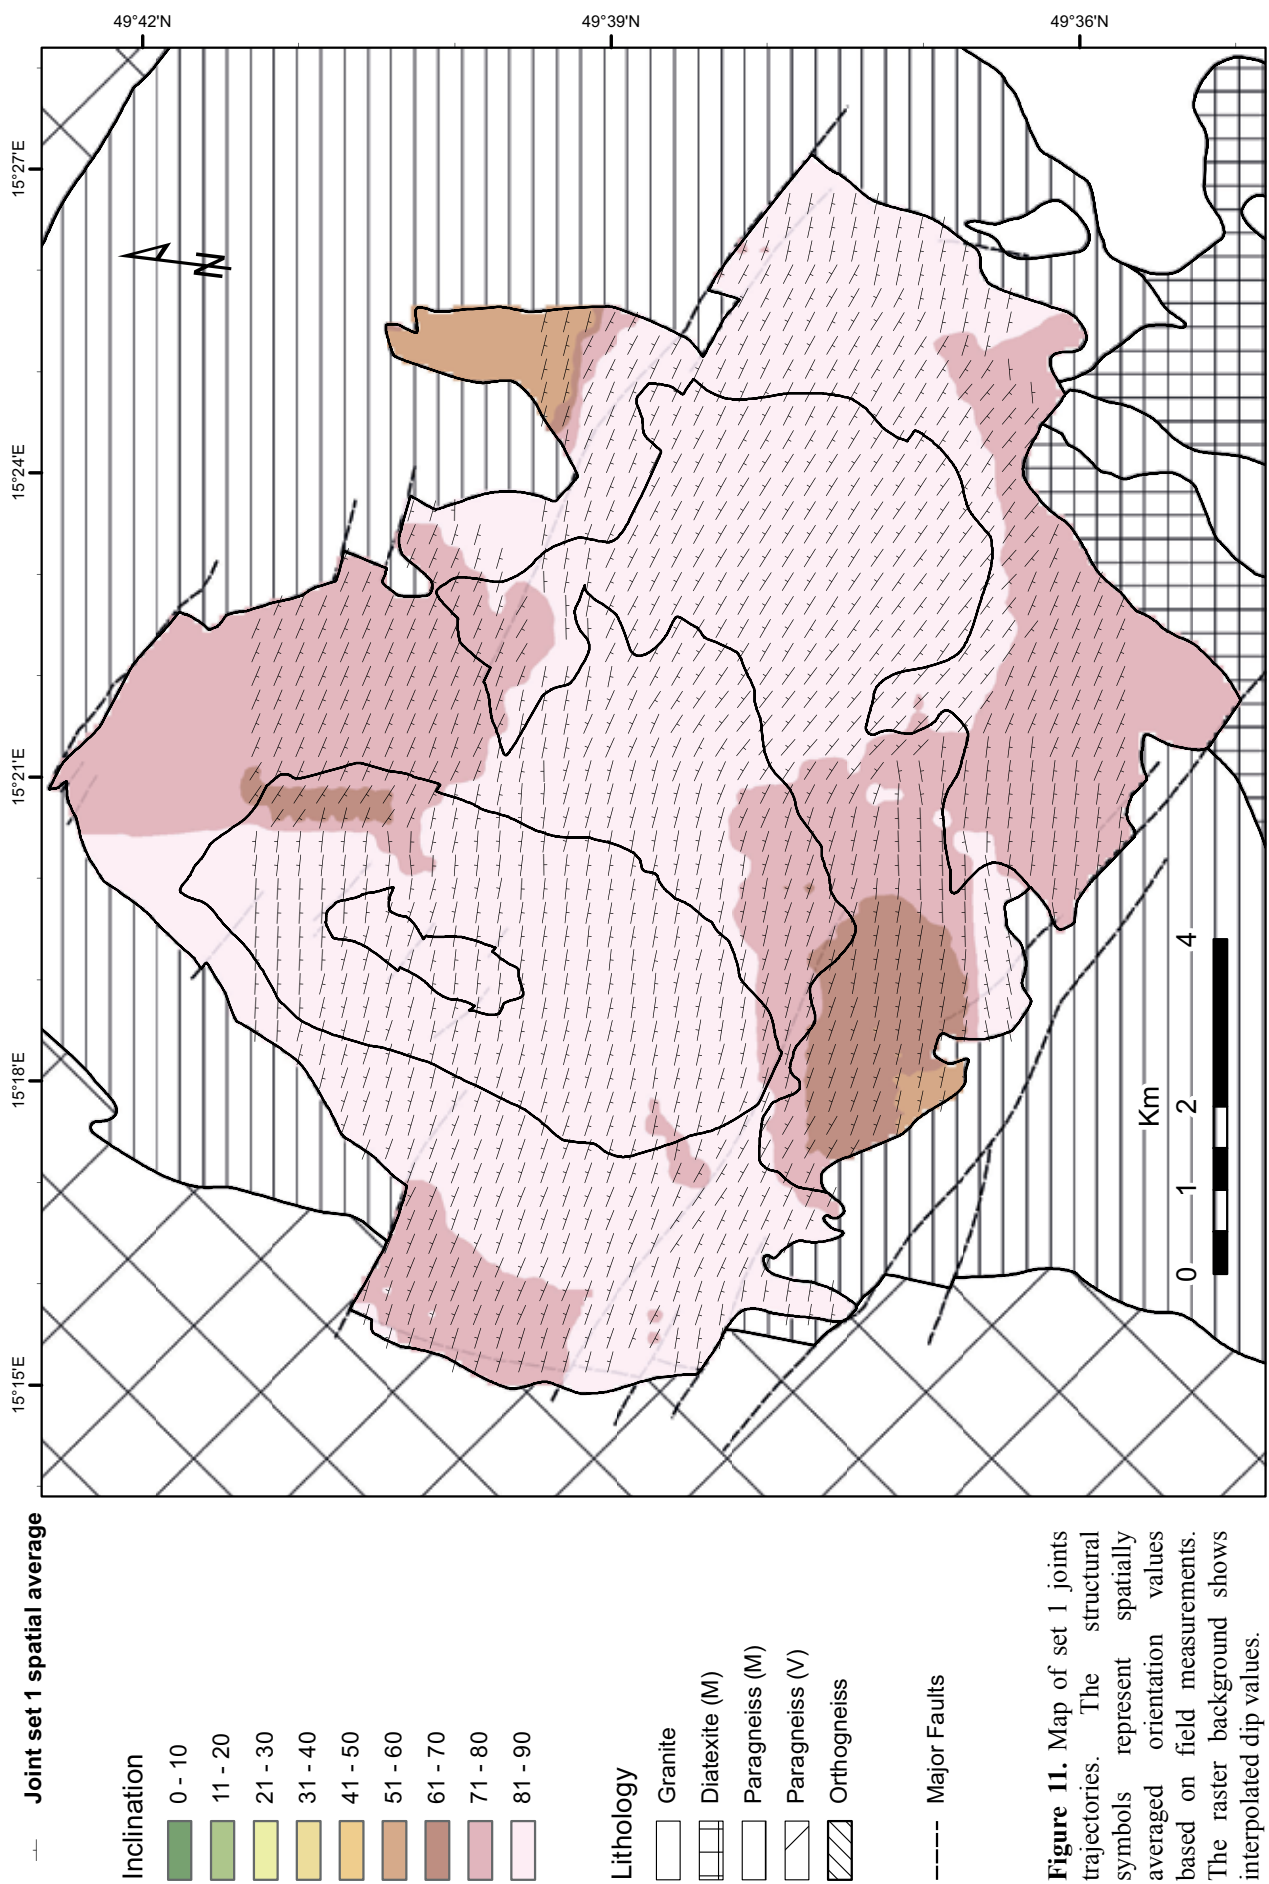 49°42'N
49°39'N
49°36'N
15°27'E
15°24'E
15°21'E
15°18'E
15°15'E
N
Km
0 1 2 4
Joint set 1 spatial average
Inclination
0 - 10
11 - 20
21 - 30
31 - 40
41 - 50
51 - 60
61 - 70
71 - 80
81 - 90
Lithology
Granite
Diatexite (M)
Paragneiss (M)
Paragneiss (V)
Orthogneiss
Major Faults
Figure 11. Map of set 1 joints
trajectories. The structural
symbols represent spatially
averaged orientation values
based on field measurements.
The raster background shows
interpolated dip values.